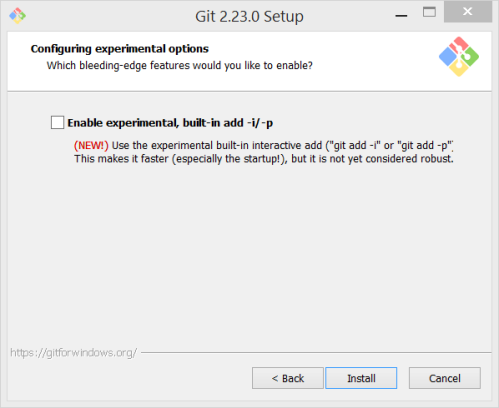 Git 2.23.0 Setup
Configuring experimental options
Which bleeding-edge features would you like to enable?
Enable experimental, built-in add -i/-p
(NEW!) Use the experimental built-in interactive add ("git add -i" or "git add -p")
This makes it faster (especially the startup!), but it is not yet considered robust.
https://gitforwindows.org/
< Back
Install
Cancel